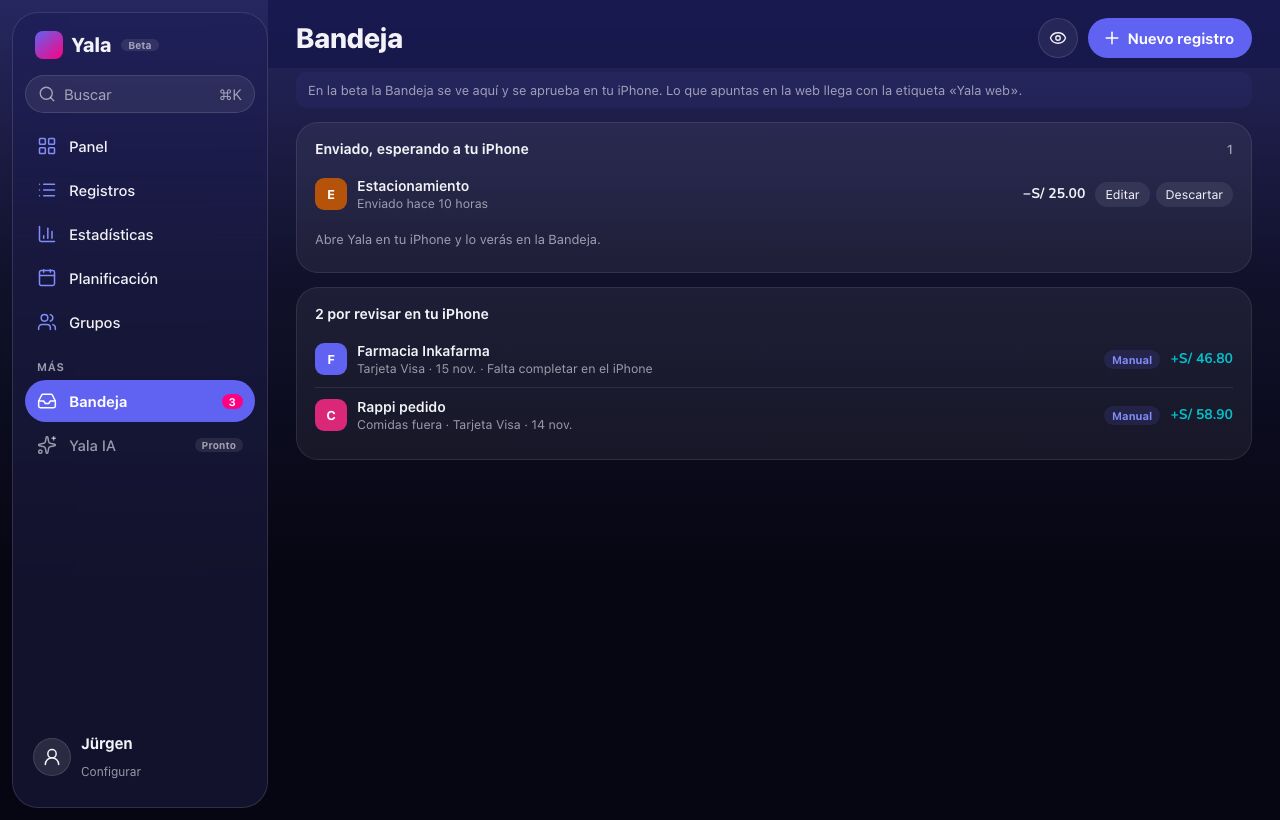 Yala Beta
Buscar ⌘K
Panel
Registros
Estadísticas
Planificación
Grupos
MÁS
Bandeja 3
Yala IA Pronto
Jürgen
Configurar
Bandeja
Nuevo registro
En la beta la Bandeja se ve aquí y se aprueba en tu iPhone. Lo que apuntas en la web llega con la etiqueta «Yala web».
Enviado, esperando a tu iPhone 1
E Estacionamiento
Enviado hace 10 horas
−S/ 25.00 Editar Descartar
Abre Yala en tu iPhone y lo verás en la Bandeja.
2 por revisar en tu iPhone
F Farmacia Inkafarma
Tarjeta Visa · 15 nov. · Falta completar en el iPhone
Manual +S/ 46.80
C Rappi pedido
Comidas fuera · Tarjeta Visa · 14 nov.
Manual +S/ 58.90